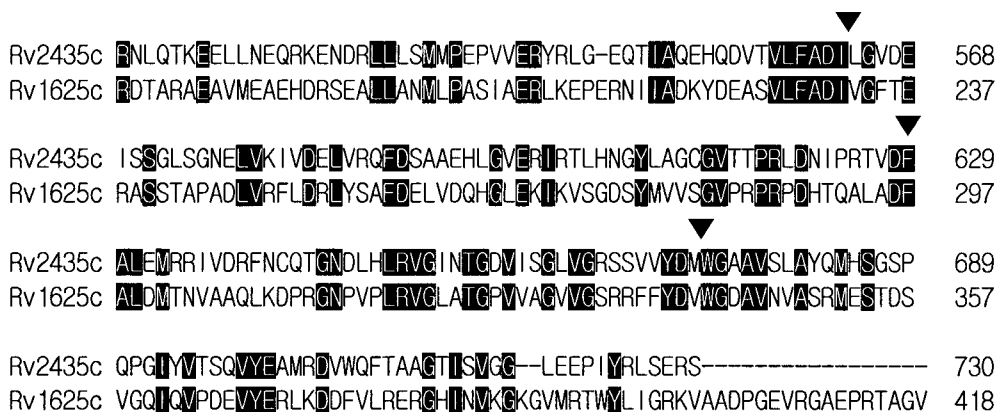 Rv2435c RNLQTKEELLNEQRKENDRLLLSMMPEPVVERYRLG-EQTIAQEHQDVTVLFADILGVDE 568
Rv1625c RDTARAEAVMEAEHDRSEALLANMLPASIAERLKEPERNIIADKYDEASVLFADIVGFTE 237
Rv2435c ISSGLSGNELVKIVDELVRQFDSAAEHLGVERIRTLHNGYLAGCGVTTPRLDNIPRTVDF 629
Rv1625c RASSTAPADLVRFLDRLYSAFDELVDQHGLEKIKVSGDSYMVVSGVPRPRPDHTQALADF 297
Rv2435c ALEMRRIVDRFNCQTGNDLHLRVGINTGDVISGLVGRSSVVYDMWGAAVSLAYQMHSGSP 689
Rv1625c ALDMTNVAAQLKDPRGNPVPLRVGLATGPVVAGVVGSRRFFYDVWGDAVNVASRMESTDS 357
Rv2435c QPGIYVTSQVYEAMRDVWQFTAAGTISVGG--LEEPIYRLSERS---------------- 730
Rv1625c VGQIQVPDEVYERLKDDFVLRERGHINVKGKGVMRTWYLIGRKVAADPGEVRGAEPRTAGV 418